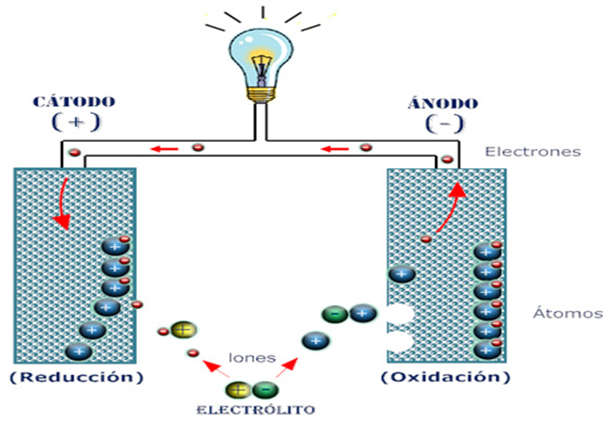 CÁTODO
(+)
ÁNODO
(-)
Electrones
Átomos
Iones
(Reducción)
(Oxidación)
ELECTRÓLITO